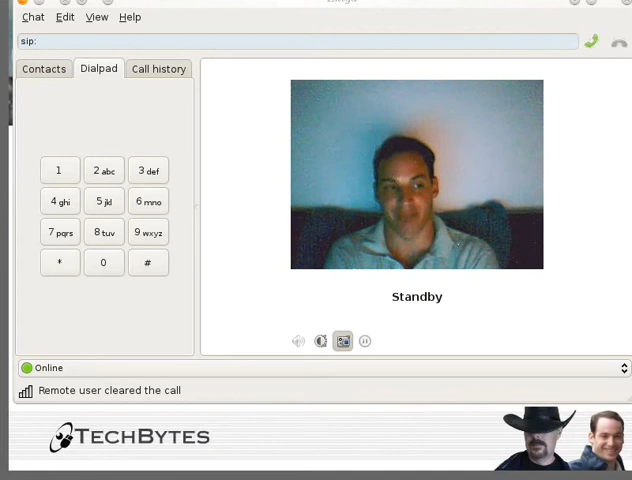 Chat Edit View Help
sip:
Contacts Dialpad Call history
1 2 abc 3 def
4 ghi 5 jkl 6 mno
7 pqrs 8 tuv 9 wxyz
* 0 #
Standby
Online
Remote user cleared the call
TECHBYTES